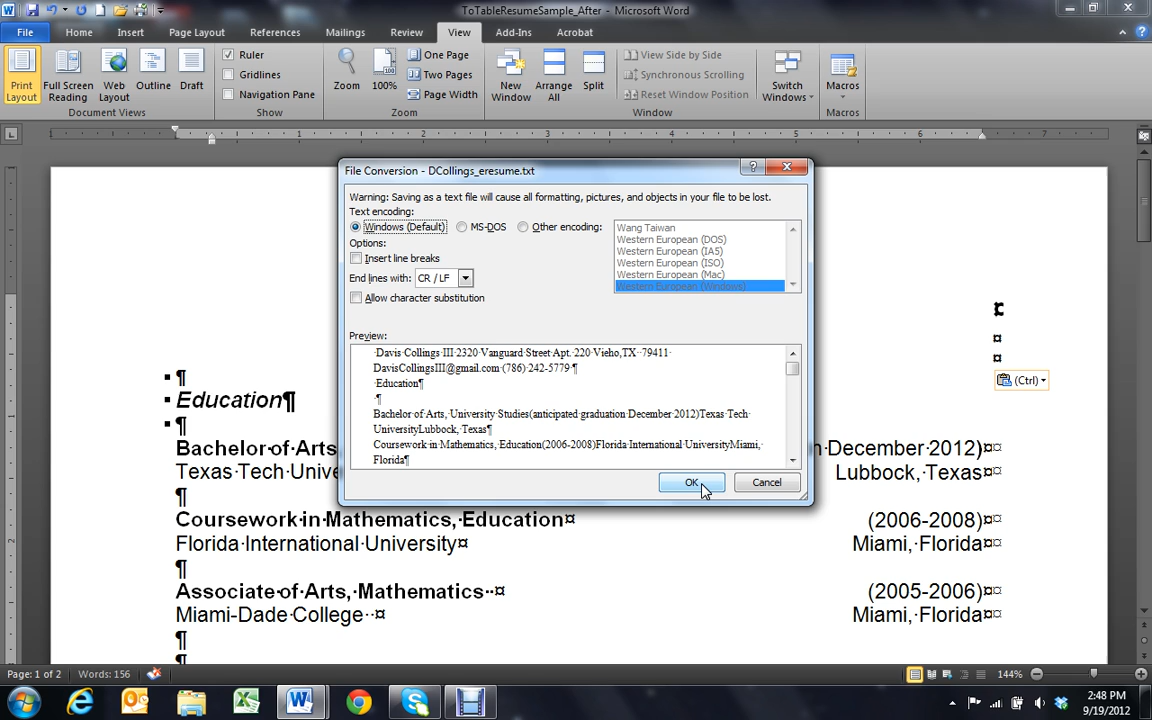 ToTableResumeSample_After - Microsoft Word
File Home Insert Page Layout References Mailings Review View Add-Ins Acrobat
Print Layout
Full Screen Reading
Web Layout
Outline
Draft
Document Views
Ruler
Gridlines
Navigation Pane
Show
Zoom
100%
One Page
Two Pages
Page Width
Zoom
New Window
Arrange All
Split
View Side by Side
Synchronous Scrolling
Reset Window Position
Window
Switch Windows
Macros
Macros
1 2 3 4 5 6 7
File Conversion - DCollings_eresume.txt
Warning: Saving as a text file will cause all formatting, pictures, and objects in your file to be lost.
Text encoding:
Windows (Default) MS-DOS Other encoding:
Wang Taiwan
Western European (DOS)
Western European (IA5)
Western European (ISO)
Western European (Mac)
Western European (Windows)
Options:
Insert line breaks
End lines with: CR / LF
Allow character substitution
Preview:
·Davis·Collings·III·2320·Vanguard·Street·Apt.·220·Vieho,TX··79411·
DavisCollingsIII@gmail.com·(786)·242-5779·¶
·Education¶
·¶
Bachelor·of·Arts,·University·Studies(anticipated·graduation·December·2012)Texas·Tech·
UniversityLubbock,·Texas¶
Coursework·in·Mathematics,·Education(2006-2008)Florida·International·UniversityMiami,·
Florida¶
OK Cancel
(Ctrl)
¶
Education¶
¶
Bachelor·of·Arts
n·December·2012)¤¤
Texas·Tech·Unive
Lubbock,·Texas¤¤
¶
Coursework·in·Mathematics,·Education¤ (2006-2008)¤¤
Florida·International·University¤ Miami,·Florida¤¤
¶
Associate·of·Arts,·Mathematics··¤ (2005-2006)¤¤
Miami-Dade·College··¤ Miami,·Florida¤¤
¶
¶
Page: 1 of 2 Words: 156 144%
2:48 PM
9/19/2012